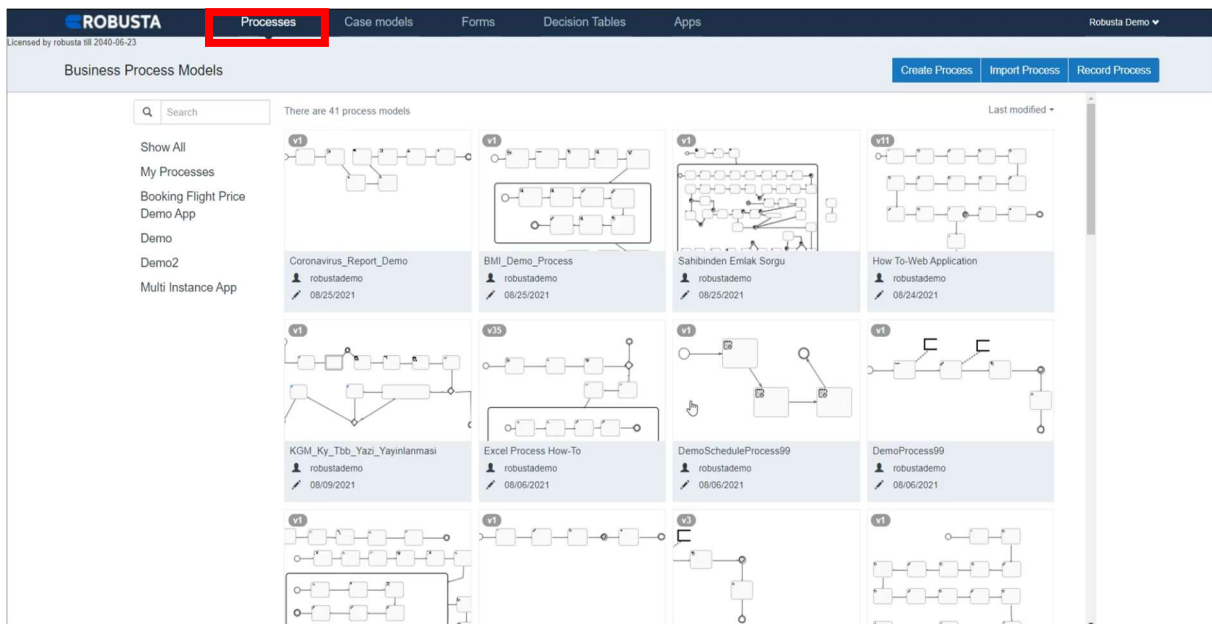 ROBUSTA
Processes
Case models
Forms
Decision Tables
Apps
Robusta Demo
Licensed by robusta till 2040-06-23
Business Process Models
Create Process
Import Process
Record Process
Search
There are 41 process models
Last modified
Show All
My Processes
Booking Flight Price
Demo App
Demo
Demo2
Multi Instance App
v1
Coronavirus_Report_Demo
robustademo
08/25/2021
v1
BMI_Demo_Process
robustademo
08/25/2021
v1
Sahibinden Emlak Sorgu
robustademo
08/25/2021
v11
How To-Web Application
robustademo
08/24/2021
v1
KGM_Ky_Tbb_Yazi_Yayinlanmasi
robustademo
08/09/2021
v35
Excel Process How-To
robustademo
08/06/2021
v1
DemoScheduleProcess99
robustademo
08/06/2021
v1
DemoProcess99
robustademo
08/06/2021
v1
v1
v3
v1